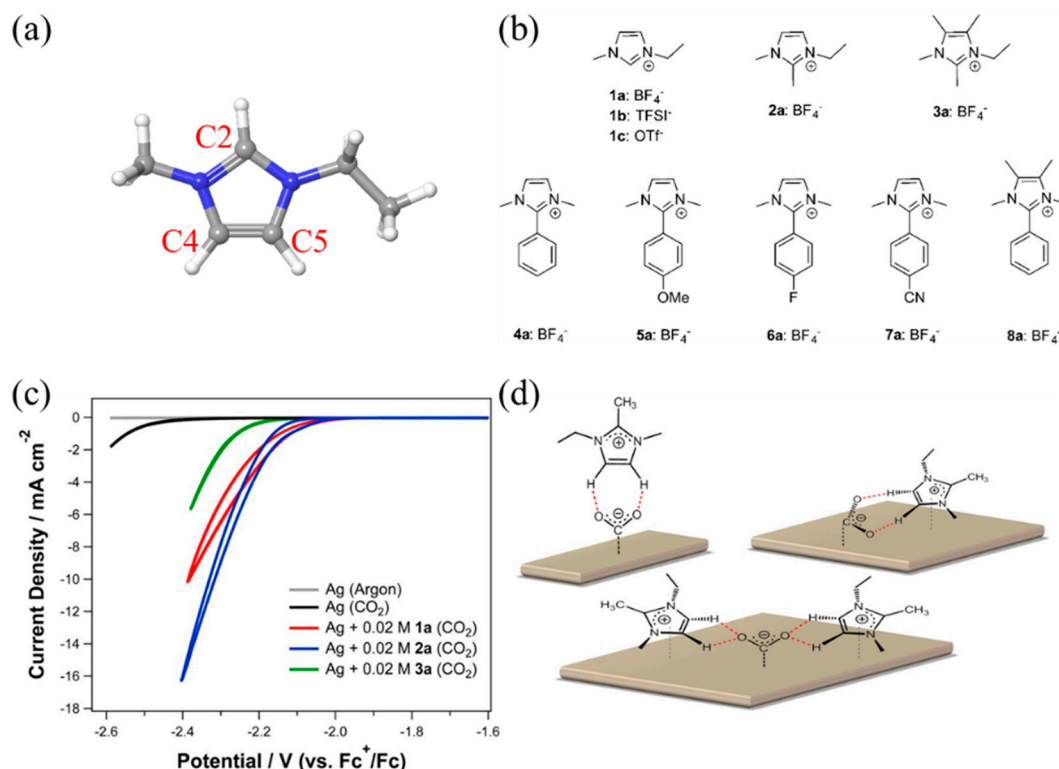 (a)
C2
C4
C5
(b)
N
N
⊕
1a: BF₄⁻
1b: TFSI⁻
1c: OTf⁻
N
N
⊕
2a: BF₄⁻
N
N
⊕
3a: BF₄⁻
N
N
⊕
4a: BF₄⁻
N
N
⊕
OMe
5a: BF₄⁻
N
N
⊕
F
6a: BF₄⁻
N
N
⊕
CN
7a: BF₄⁻
N
N
⊕
8a: BF₄⁻
(c)
0
-2
-4
-6
-8
-10
-12
-14
-16
-18
Current Density / mA cm⁻²
Ag (Argon)
Ag (CO₂)
Ag + 0.02 M 1a (CO₂)
Ag + 0.02 M 2a (CO₂)
Ag + 0.02 M 3a (CO₂)
-2.6 -2.4 -2.2 -2.0 -1.8 -1.6
Potential / V (vs. Fc⁺/Fc)
(d)
CH₃
N
N
⊕
H
H
O
⊖
O
C
N
CH₃
⊕
N
H
H
O
⊖
C
O
CH₃
N
⊕
N
H
H
O
⊖
O
C
H
H
N
⊕
N
CH₃